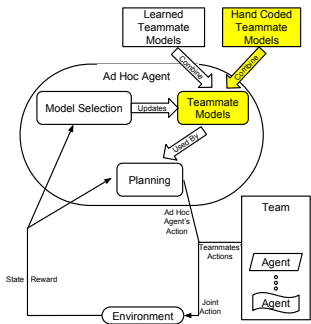 Learned
Teammate
Models
Hand Coded
Teammate
Models
Combine
Combine
Ad Hoc Agent
Model Selection
Updates
Teammate
Models
Used By
Planning
Ad Hoc
Agent's
Action
Team
Teammates'
Actions
Agent
State
Reward
Joint
Action
Agent
Environment